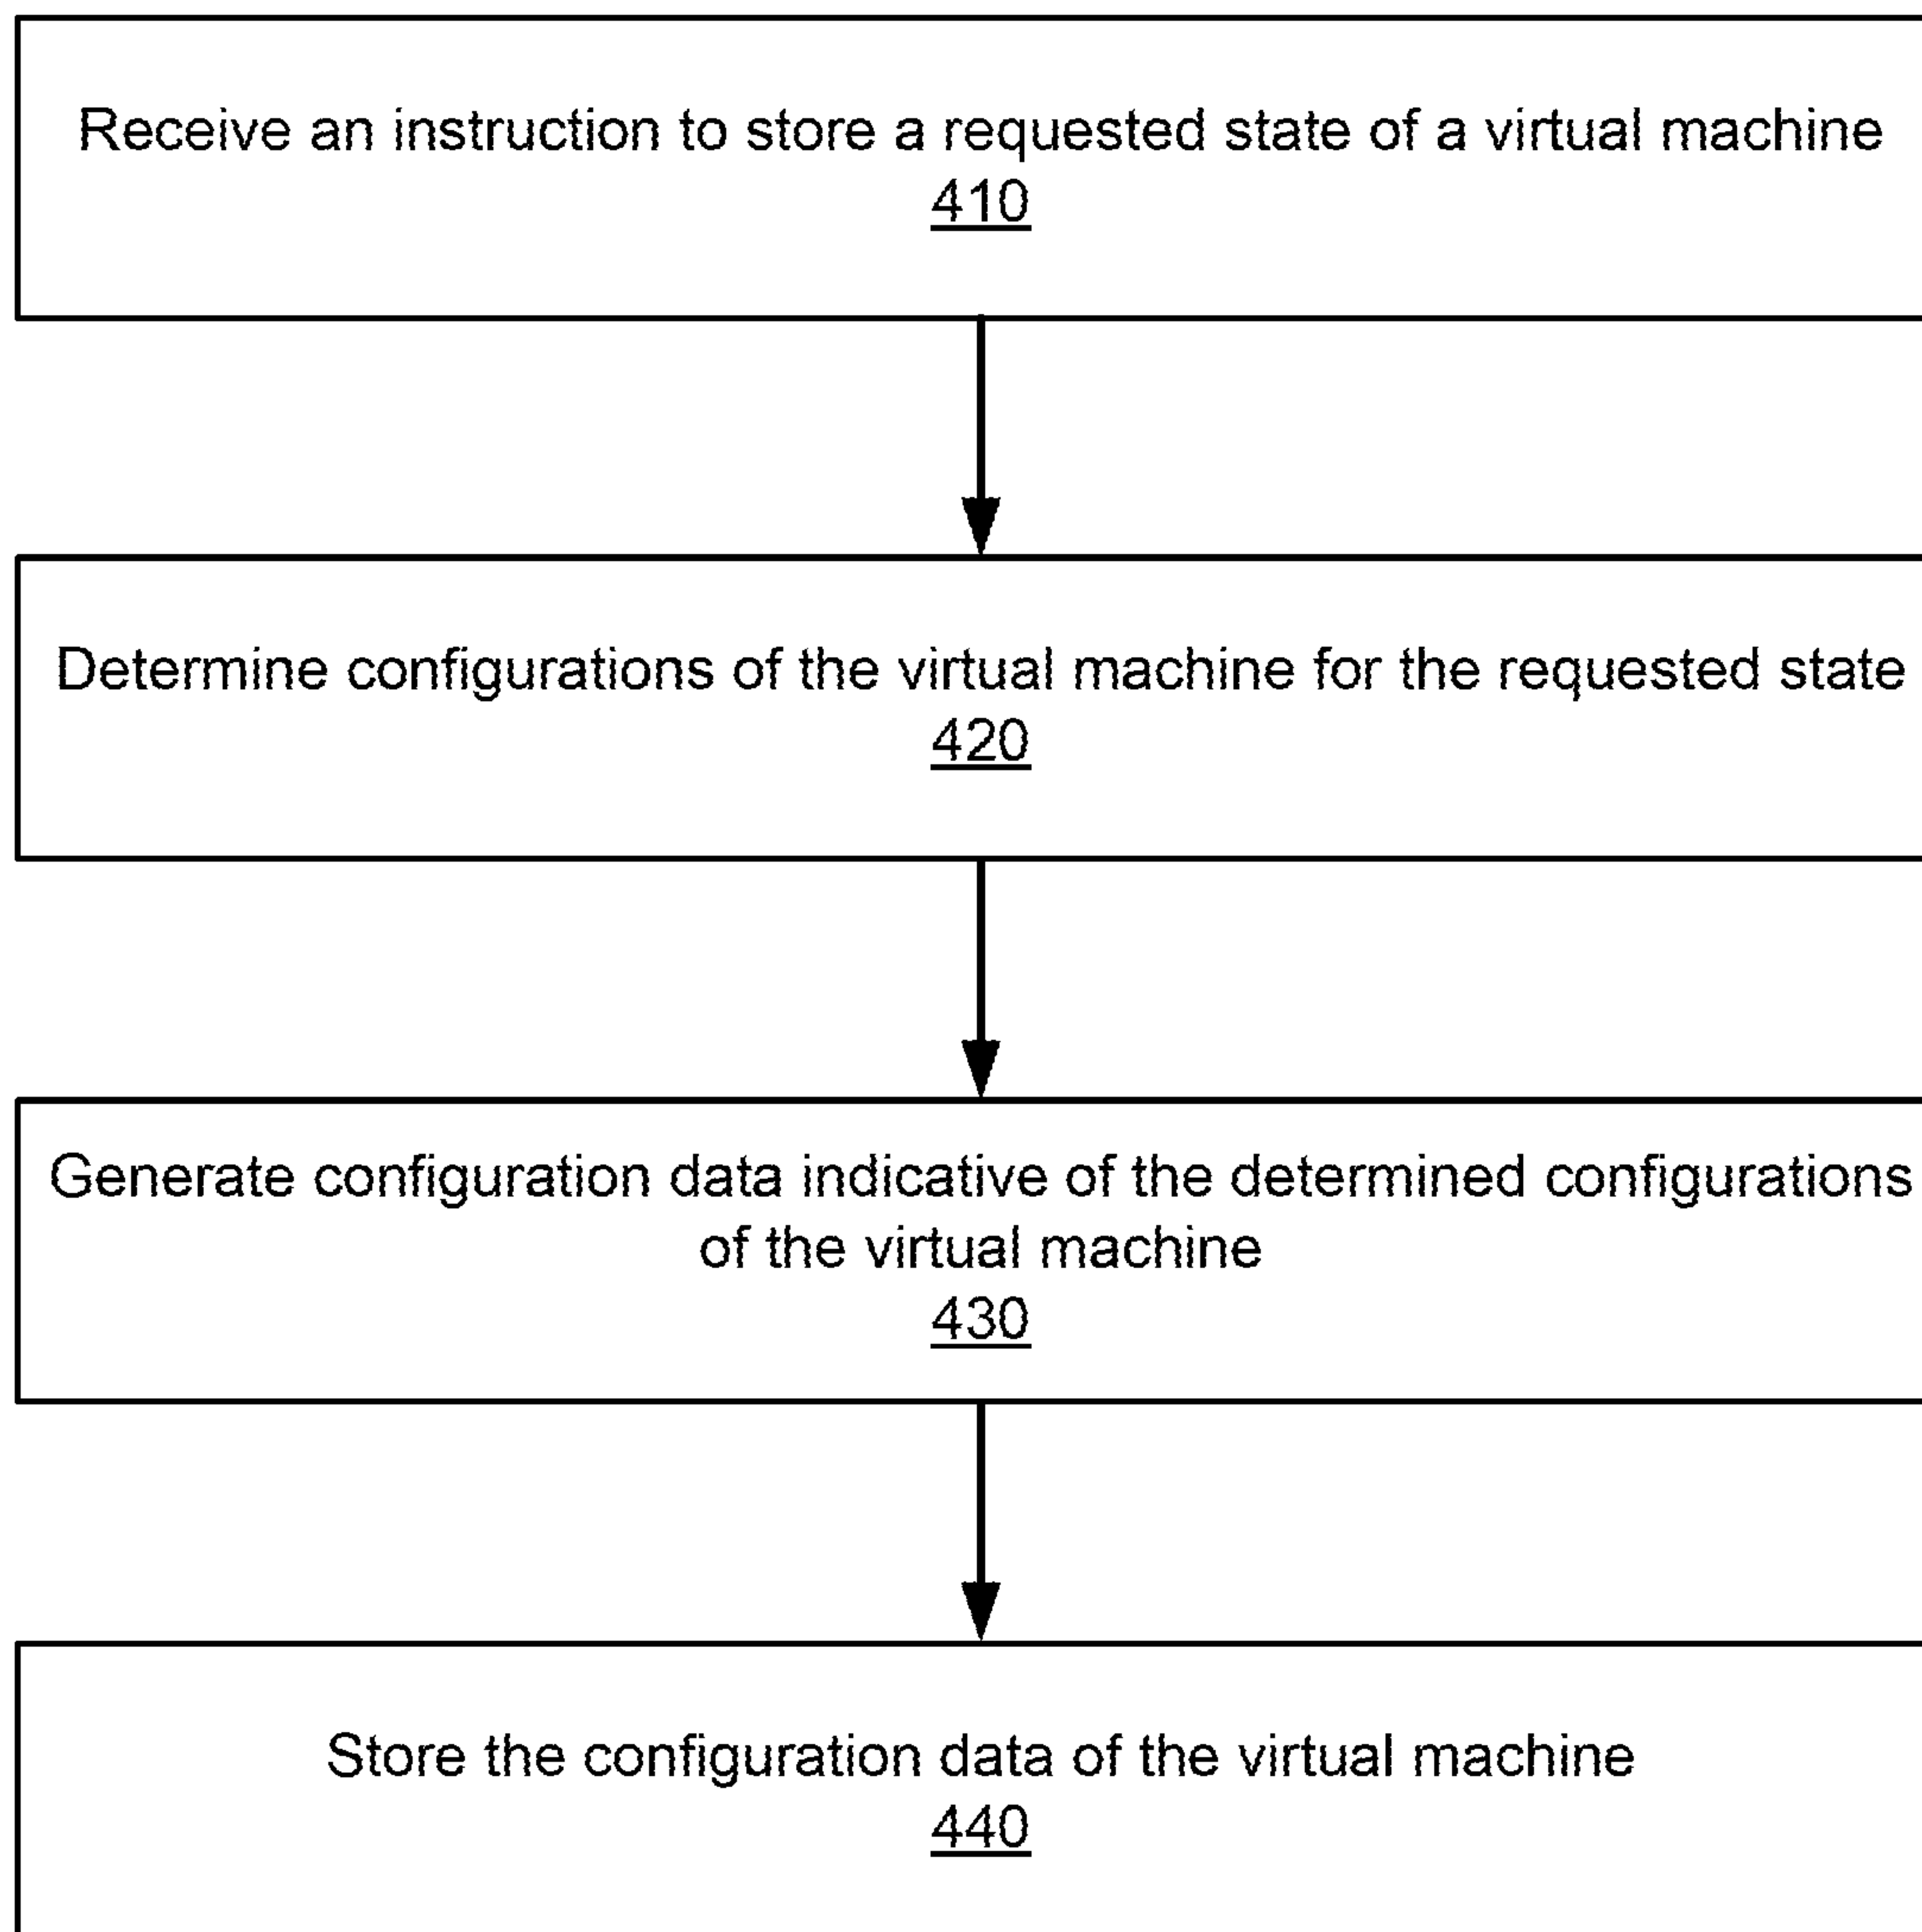 Receive an instruction to store a requested state of a virtual machine
410
Determine configurations of the virtual machine for the requested state
420
Generate configuration data indicative of the determined configurations
of the virtual machine
430
Store the configuration data of the virtual machine
440